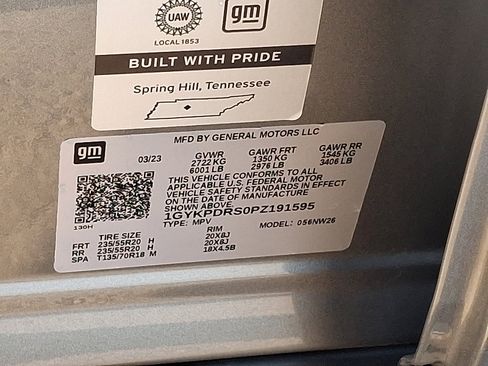 UAW
gm
LOCAL 1853
BUILT WITH PRIDE
Spring Hill, Tennessee
gm
MFD BY GENERAL MOTORS LLC
03/23 GVWR GAWR FRT GAWR RR
2722 KG 1350 KG 1545 KG
6001 LB 2976 LB 3406 LB
THIS VEHICLE CONFORMS TO ALL
APPLICABLE U.S. FEDERAL MOTOR
VEHICLE SAFETY STANDARDS IN EFFECT
ON THE DATE OF MANUFACTURE
SHOWN ABOVE.
1GYKPDRS0PZ191595
TYPE: MPV MODEL: 056NW26
13GH
TIRE SIZE RIM
FRT 235/55R20 H 20X8J
RR 235/55R20 H 20X8J
SPA T135/70R18 M 18X4.5B